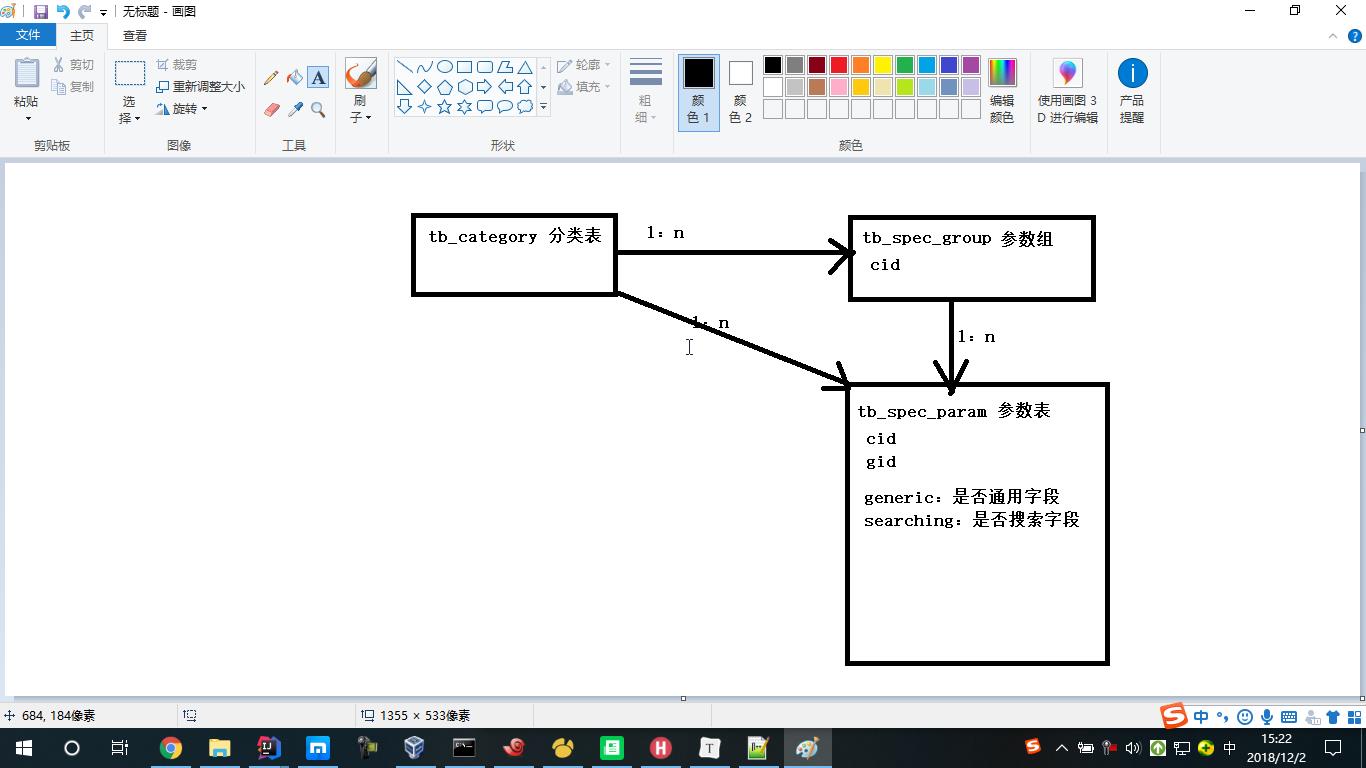 无标题 - 画图
文件
主页
查看
粘贴
剪切
复制
剪贴板
选
择
裁剪
重新调整大小
旋转
图像
A
工具
刷
子
轮廓
填充
形状
粗
细
颜
色 1
颜
色 2
编辑
颜色
颜色
使用画图 3
D 进行编辑
产品
提醒
tb_category 分类表
1: n
tb_spec_group 参数组
cid
1: n
1: n
tb_spec_param 参数表
cid
gid
generic: 是否通用字段
searching: 是否搜索字段
684, 184像素
1355 × 533像素
中
中
15:22
2018/12/2